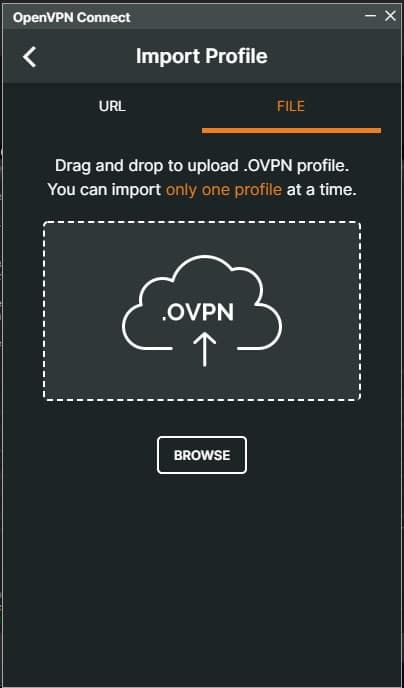 OpenVPN Connect
Import Profile
URL
FILE
Drag and drop to upload .OVPN profile.
You can import only one profile at a time.
.OVPN
BROWSE